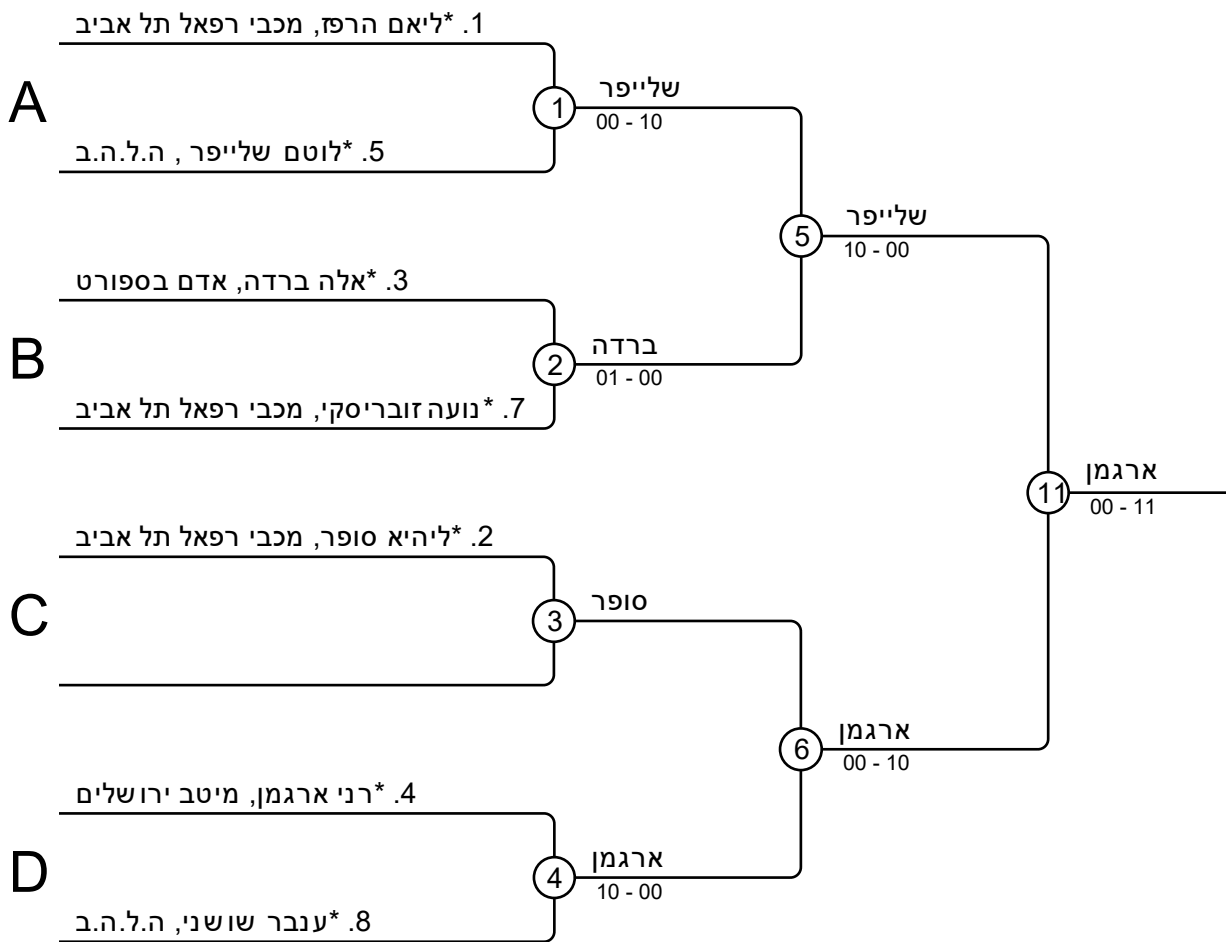 1. *ליאם הרפז, מכבי רפאל תל אביב
A
1
שלייפר
00 - 10
5. *לוטם שלייפר , ה.ל.ה.ב
5
שלייפר
10 - 00
3. *אלה ברדה, אדם בספורט
B
2
ברדה
01 - 00
7. *נועה זובריסקי, מכבי רפאל תל אביב
11
ארגמן
00 - 11
2. *ליהיא סופר, מכבי רפאל תל אביב
C
3
סופר
6
ארגמן
00 - 10
4. *רני ארגמן, מיטב ירושלים
D
4
ארגמן
10 - 00
8. *ענבר שושני, ה.ל.ה.ב